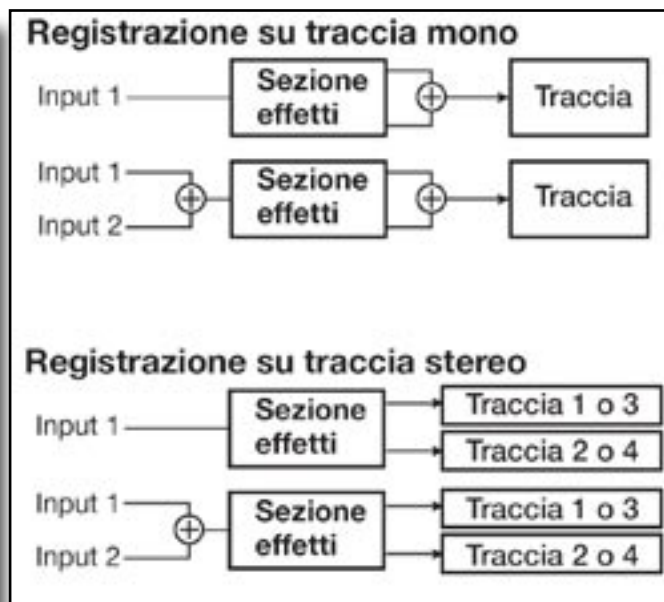 Registrazione su traccia mono
Input 1
Sezione
effetti
Traccia
Input 1
Input 2
Sezione
effetti
Traccia
Registrazione su traccia stereo
Input 1
Sezione
effetti
Traccia 1 o 3
Traccia 2 o 4
Input 1
Input 2
Sezione
effetti
Traccia 1 o 3
Traccia 2 o 4